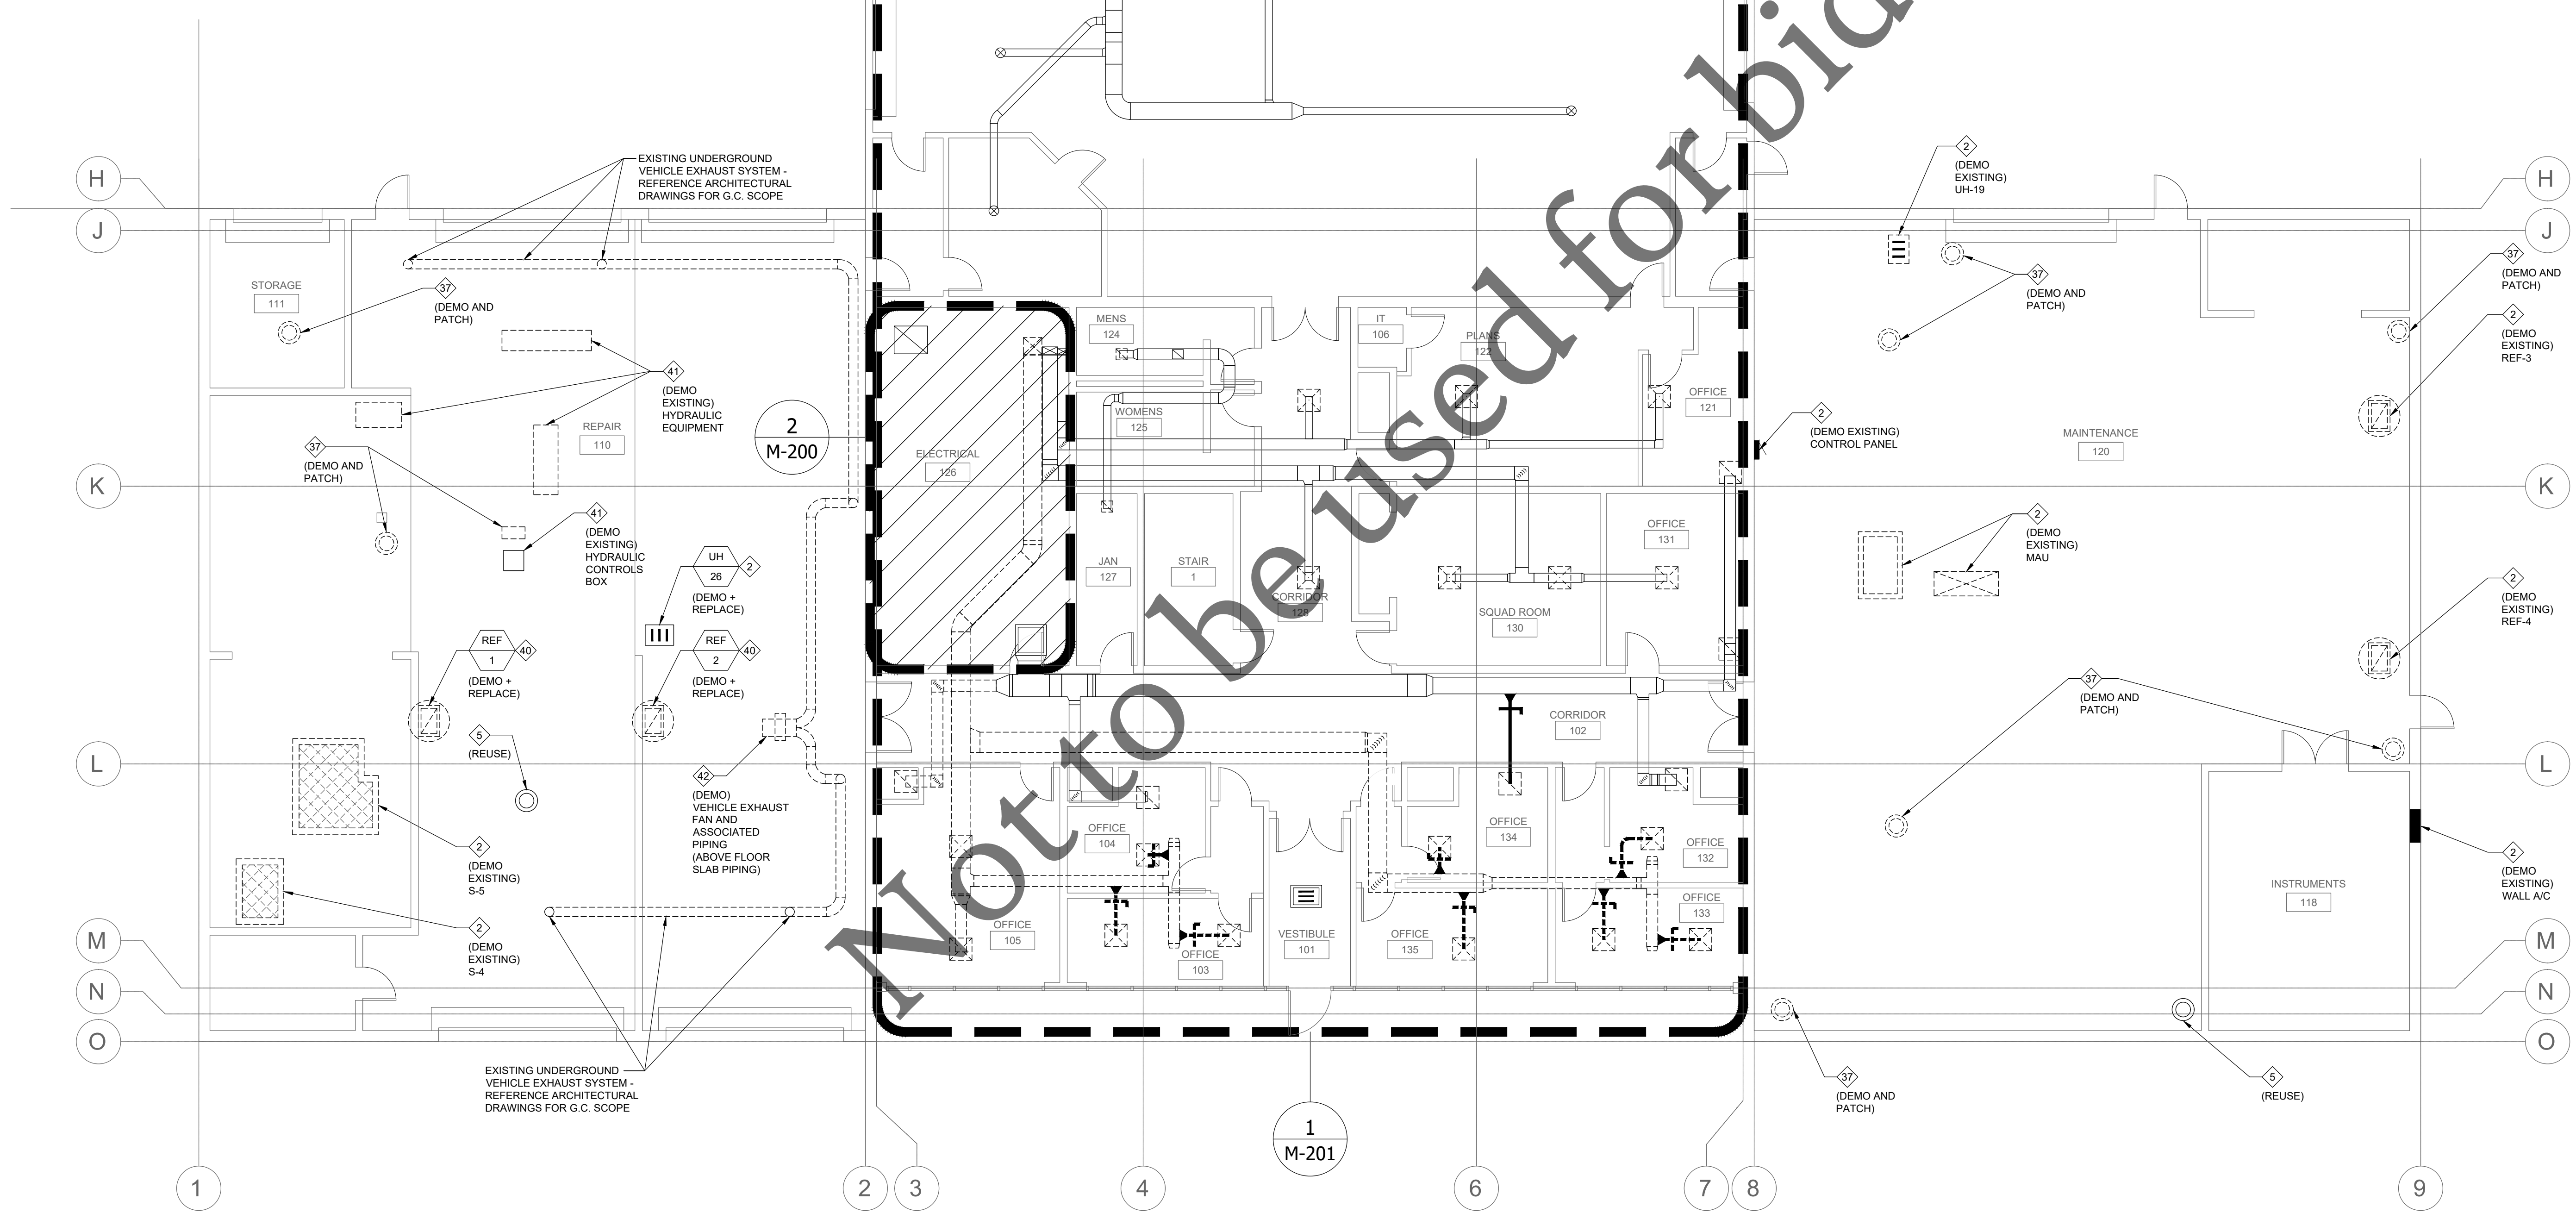 Not to be used for bid
EXISTING UNDERGROUND
VEHICLE EXHAUST SYSTEM -
REFERENCE ARCHITECTURAL
DRAWINGS FOR G.C. SCOPE
2
(DEMO
EXISTING)
UH-19
H
H
J
J
STORAGE
111
37
(DEMO AND
PATCH)
MENS
124
IT
106
PLANS
122
37
(DEMO AND
PATCH)
37
(DEMO AND
PATCH)
2
(DEMO
EXISTING)
REF-3
41
(DEMO
EXISTING)
HYDRAULIC
EQUIPMENT
REPAIR
110
2
M-200
WOMENS
125
OFFICE
121
2
(DEMO EXISTING)
CONTROL PANEL
MAINTENANCE
120
37
(DEMO AND
PATCH)
ELECTRICAL
126
K
K
41
(DEMO
EXISTING)
HYDRAULIC
CONTROLS
BOX
OFFICE
131
2
(DEMO
EXISTING)
MAU
UH
26
2
(DEMO +
REPLACE)
JAN
127
STAIR
1
CORRIDOR
128
SQUAD ROOM
130
2
(DEMO
EXISTING)
REF-4
REF
1
40
(DEMO +
REPLACE)
REF
2
40
(DEMO +
REPLACE)
37
(DEMO AND
PATCH)
5
(REUSE)
CORRIDOR
102
L
L
42
(DEMO)
VEHICLE EXHAUST
FAN AND
ASSOCIATED
PIPING
(ABOVE FLOOR
SLAB PIPING)
OFFICE
104
OFFICE
134
OFFICE
132
2
(DEMO
EXISTING)
S-5
2
(DEMO
EXISTING)
WALL A/C
INSTRUMENTS
118
2
(DEMO
EXISTING)
S-4
OFFICE
105
OFFICE
103
VESTIBULE
101
OFFICE
135
OFFICE
133
M
M
N
N
O
O
EXISTING UNDERGROUND
VEHICLE EXHAUST SYSTEM -
REFERENCE ARCHITECTURAL
DRAWINGS FOR G.C. SCOPE
37
(DEMO AND
PATCH)
5
(REUSE)
1
M-201
1
2
3
4
6
7
8
9